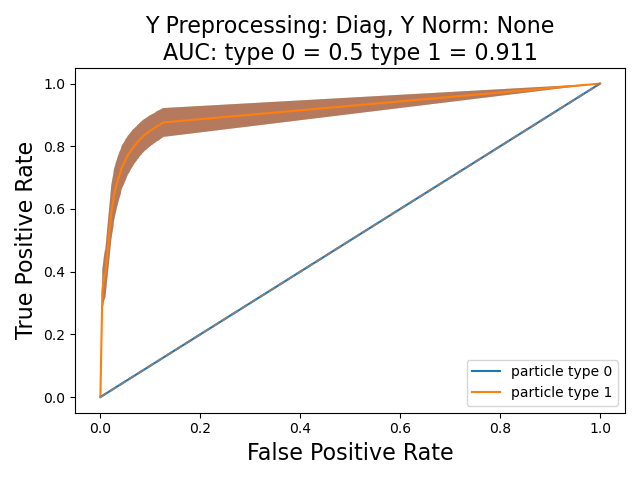 Y Preprocessing: Diag, Y Norm: None
AUC: type 0 = 0.5 type 1 = 0.911
True Positive Rate
1.0
0.8
0.6
0.4
0.2
0.0
0.0 0.2 0.4 0.6 0.8 1.0
False Positive Rate
particle type 0
particle type 1